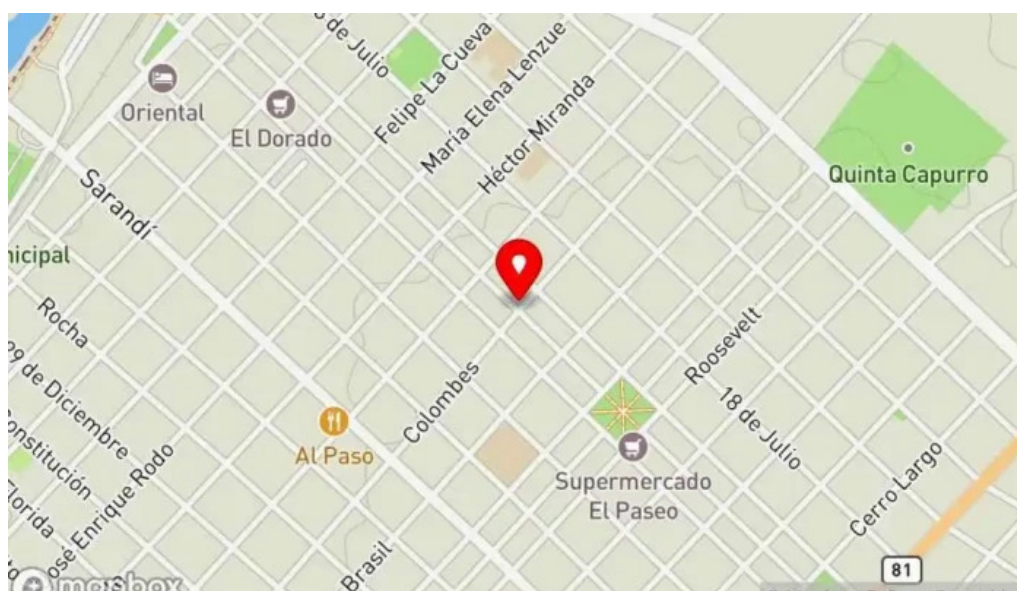 de Julio
Felipe La Cueva
María Elena Lenzue
Héctor Miranda
Oriental
El Dorado
Quinta Capurro
Sarandí
nicipal
Rocha
29 de Diciembre
Constitución
Florida
José Enrique Rodo
Colombes
Al Paso
Brasil
Roosevelt
18 de Julio
Supermercado
El Paseo
Cerro Largo
81
mapbox